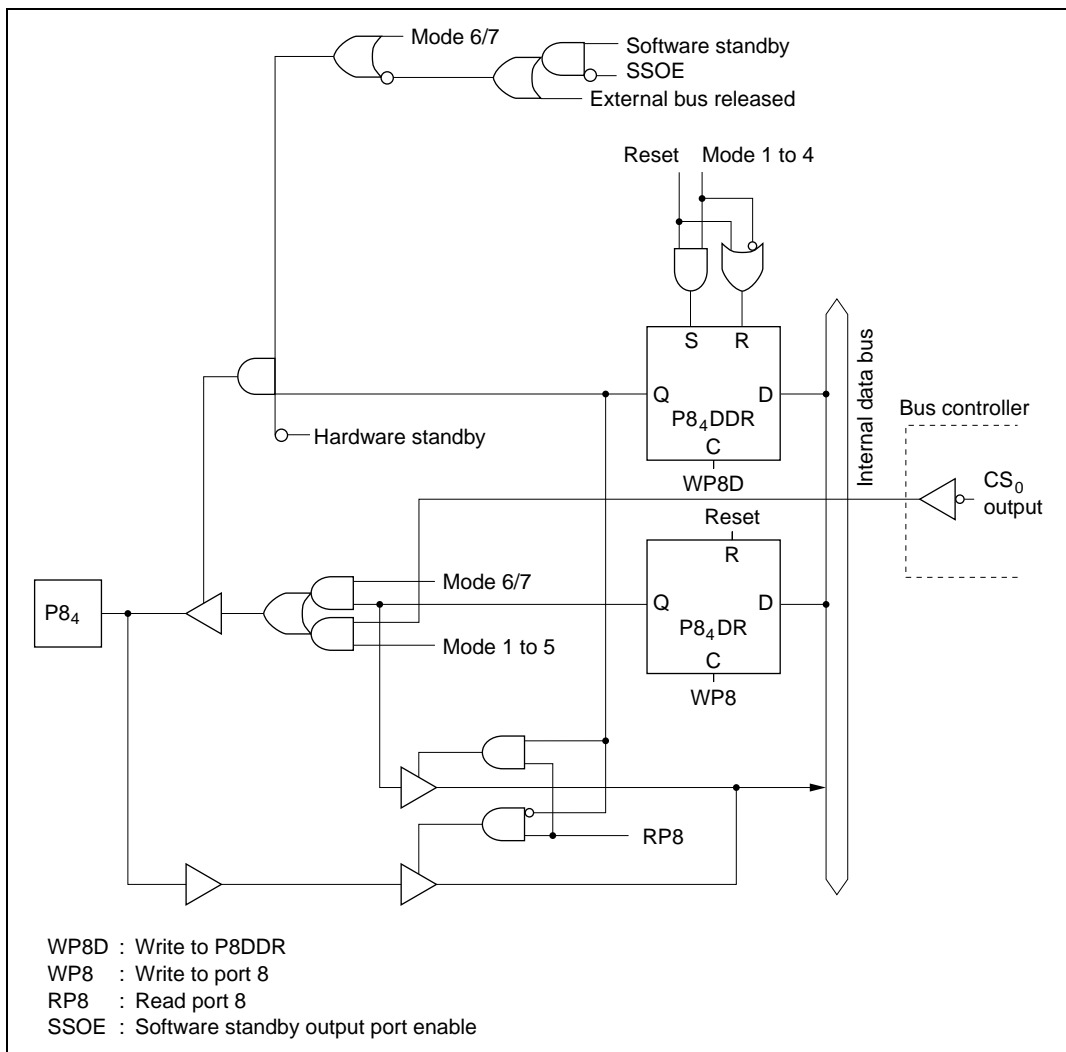 Mode 6/7
Software standby
SSOE
External bus released
Reset Mode 1 to 4
S R
Q D
P8₄DDR
C
WP8D
Hardware standby
Internal data bus
Bus controller
CS₀
output
Reset
R
Mode 6/7
Q D
P8₄DR
C
WP8
P8₄
Mode 1 to 5
RP8
WP8D : Write to P8DDR
WP8 : Write to port 8
RP8 : Read port 8
SSOE : Software standby output port enable